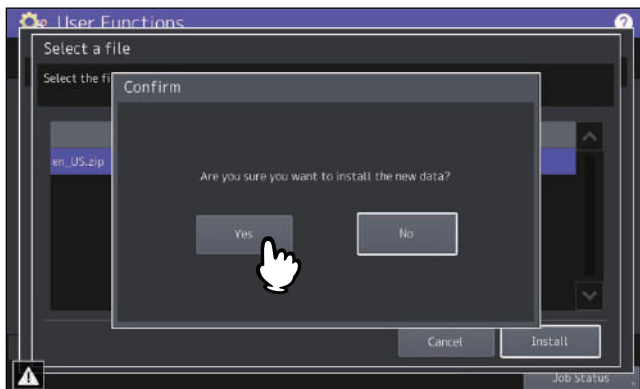 User Functions
?
Select a file
Select the fi
Confirm
en_US.zip
Are you sure you want to install the new data?
Yes
No
Cancel
Install
Job Status